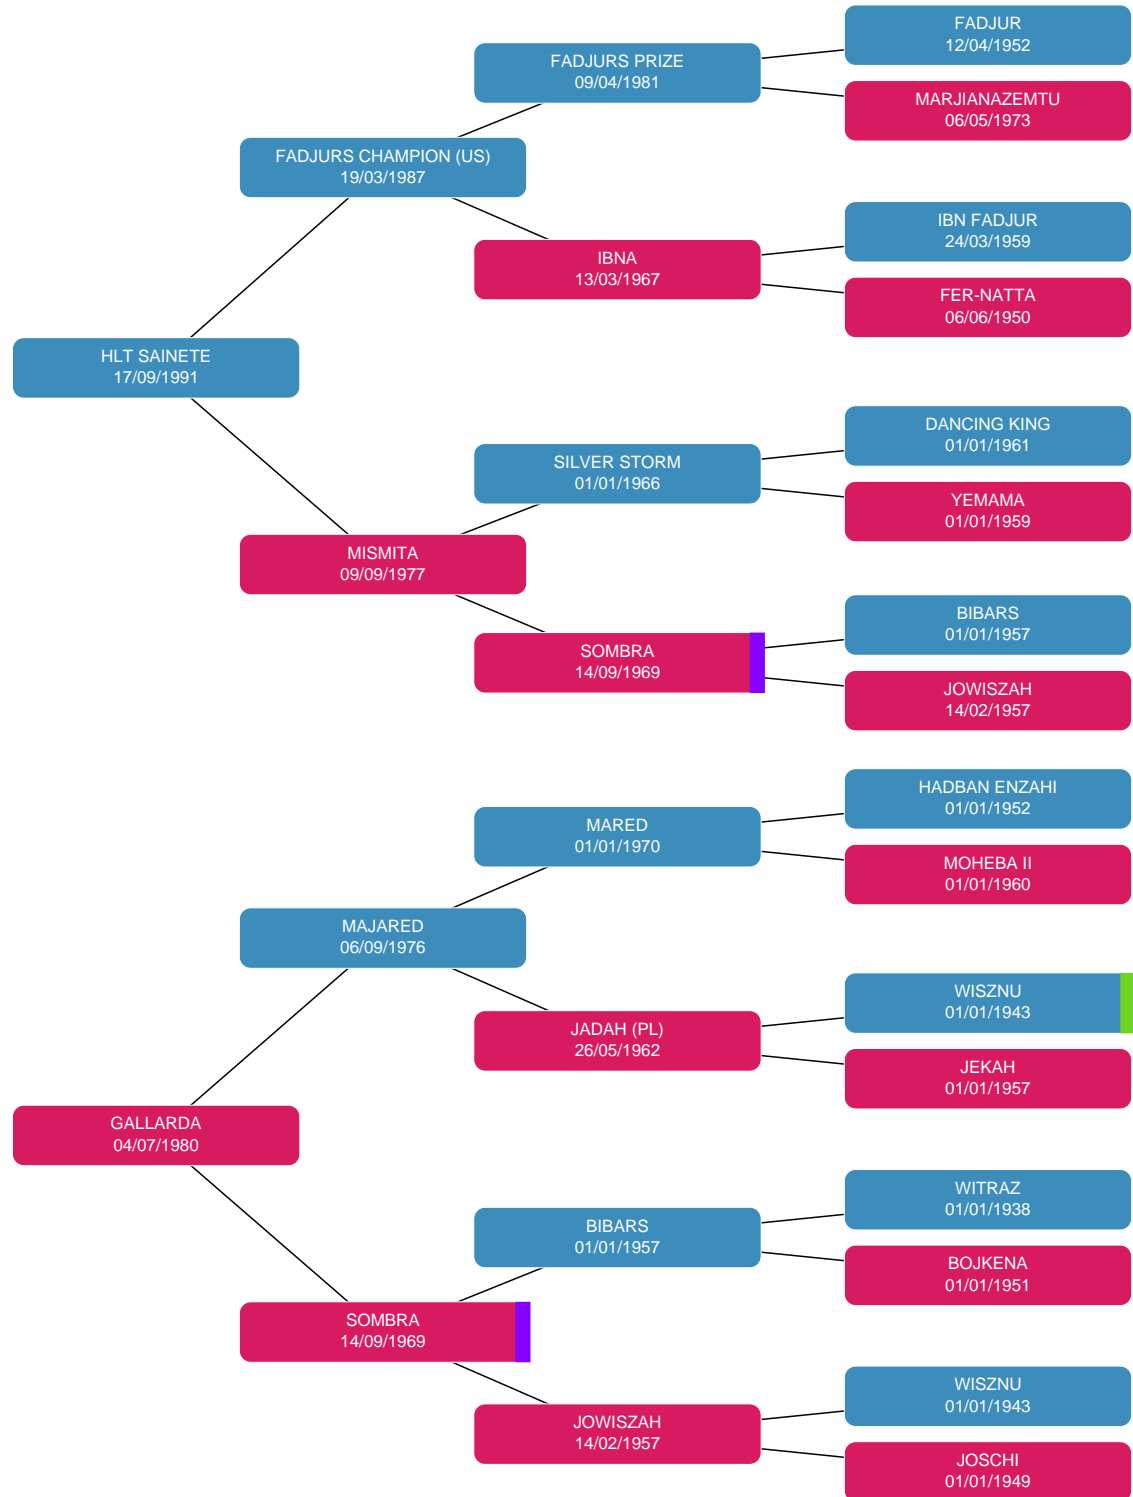 FADJUR
12/04/1952
FADJURS PRIZE
09/04/1981
MARJIANAZEMTU
06/05/1973
FADJURS CHAMPION (US)
19/03/1987
IBN FADJUR
24/03/1959
IBNA
13/03/1967
FER-NATTA
06/06/1950
HLT SAINETE
17/09/1991
DANCING KING
01/01/1961
SILVER STORM
01/01/1966
YEMAMA
01/01/1959
MISMITA
09/09/1977
BIBARS
01/01/1957
SOMBRA
14/09/1969
JOWISZAH
14/02/1957
HADBAN ENZAHI
01/01/1952
MARED
01/01/1970
MOHEBA II
01/01/1960
MAJARED
06/09/1976
WISZNU
01/01/1943
JADAH (PL)
26/05/1962
JEKAH
01/01/1957
GALLARDA
04/07/1980
WITRAZ
01/01/1938
BIBARS
01/01/1957
BOJKENA
01/01/1951
SOMBRA
14/09/1969
WISZNU
01/01/1943
JOWISZAH
14/02/1957
JOSCHI
01/01/1949